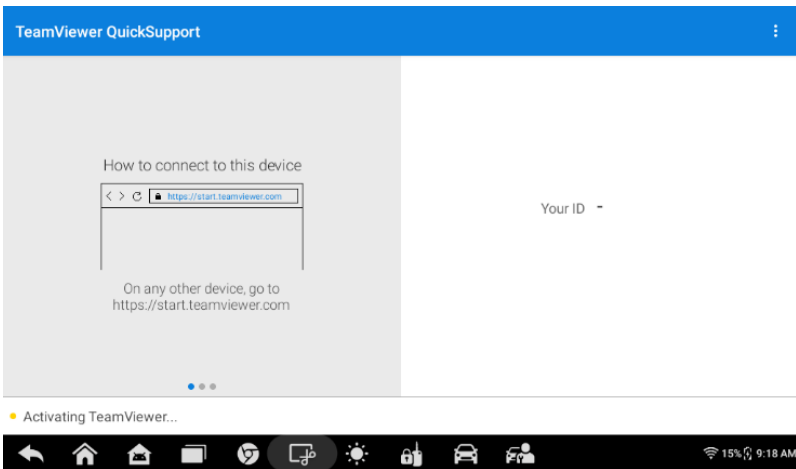 TeamViewer QuickSupport
How to connect to this device
https://start.teamviewer.com
On any other device, go to
https://start.teamviewer.com
Your ID -
Activating TeamViewer...
15% 9:18 AM